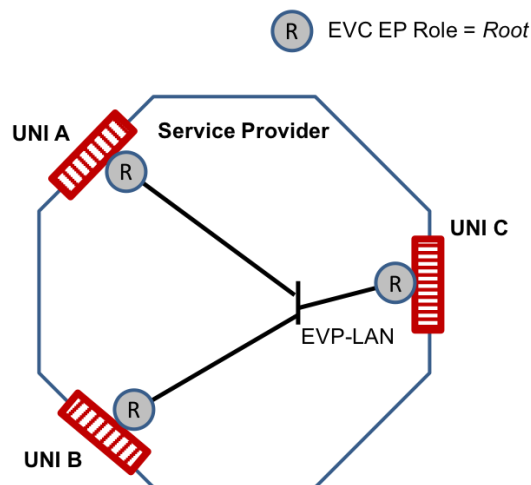 R EVC EP Role = Root
UNI A
Service Provider
R
UNI C
R
EVP-LAN
R
UNI B